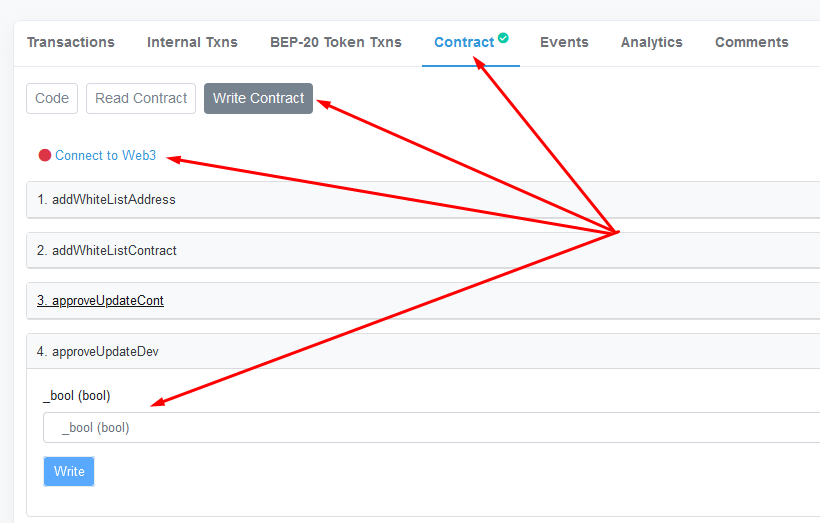 Transactions Internal Txns BEP-20 Token Txns Contract Events Analytics Comments
Code Read Contract Write Contract
Connect to Web3
1. addWhiteListAddress
2. addWhiteListContract
3. approveUpdateCont
4. approveUpdateDev
_bool (bool)
_bool (bool)
Write